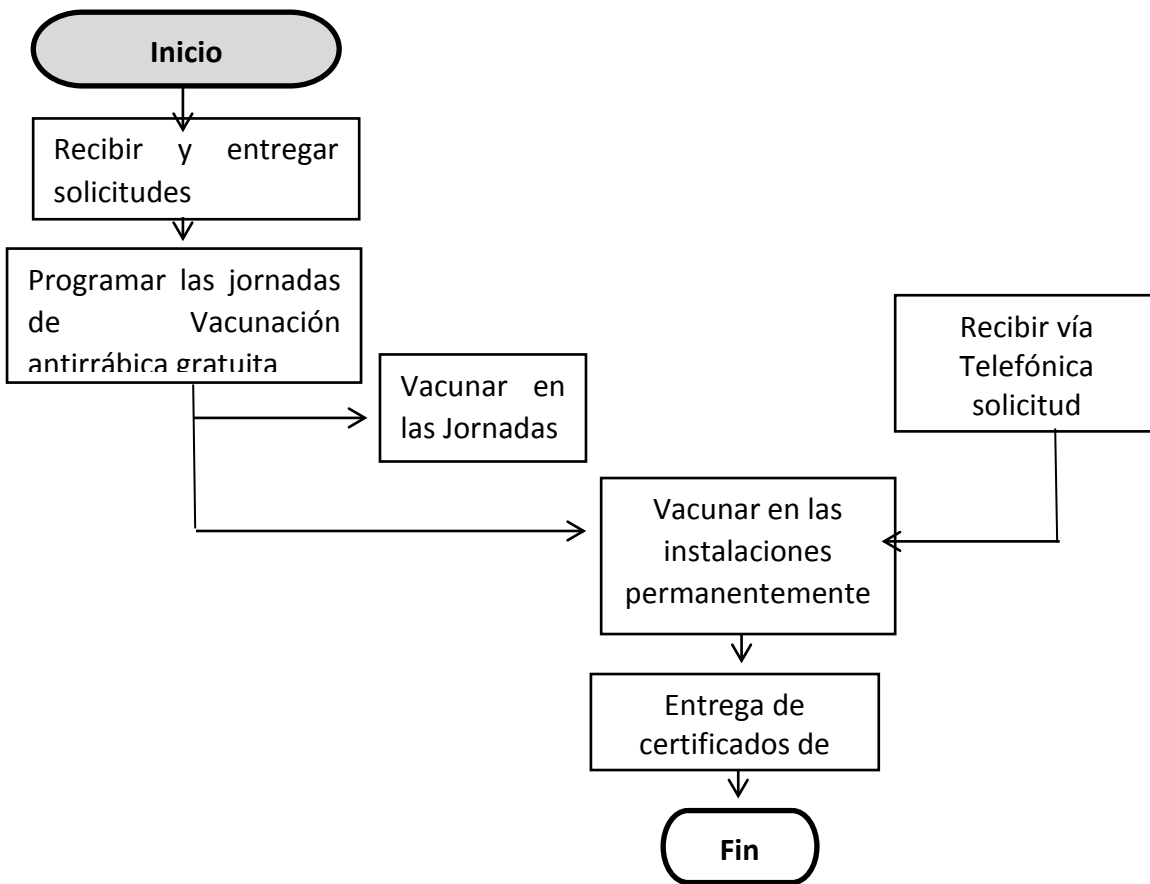 Inicio
Recibir y entregar
solicitudes
Programar las jornadas
de Vacunación
antirrábica gratuita
Recibir vía
Telefónica
solicitud
Vacunar en
las Jornadas
Vacunar en las
instalaciones
permanentemente
Entrega de
certificados de
Fin